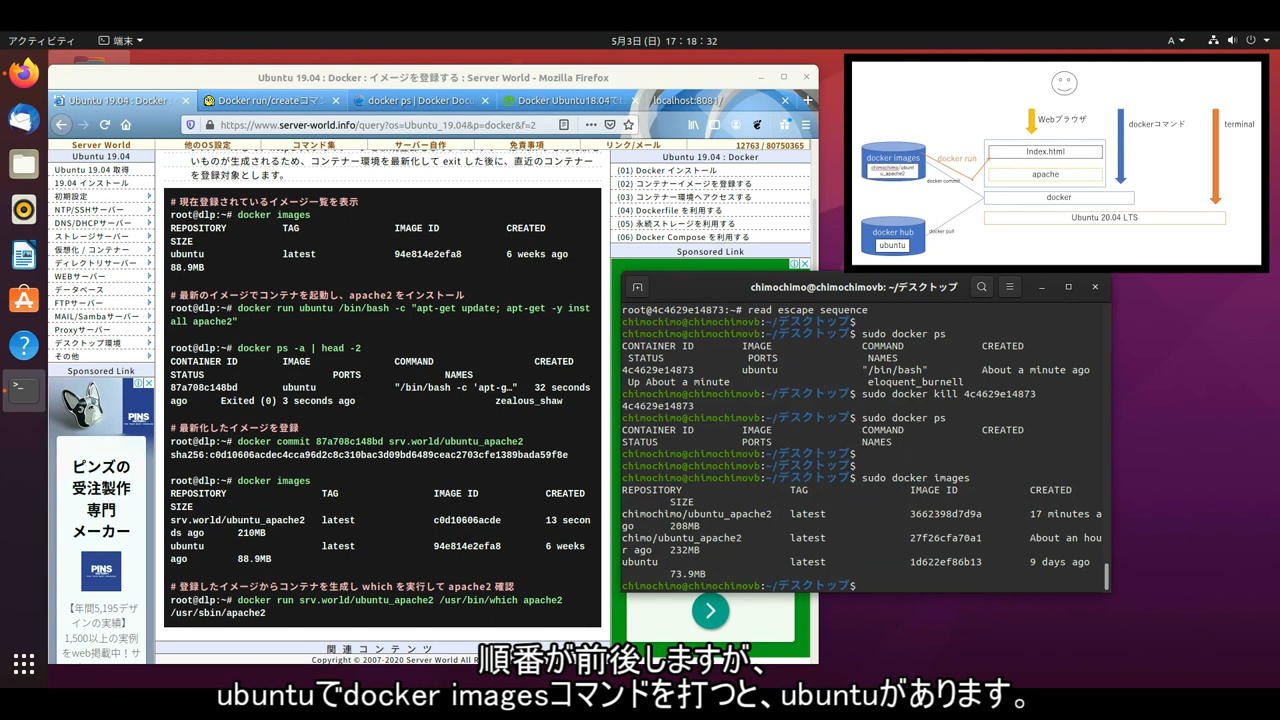 アクティビティ
端末
5月3日 (日) 17:18:32
A
Ubuntu 19.04 : Docker : イメージを登録する : Server World - Mozilla Firefox
Ubuntu 19.04 : Docker
Docker run/createコマン
docker ps | Docker Docu
Docker Ubuntu18.04でも
localhost:8081/
https://www.server-world.info/query?os=Ubuntu_19.04&p=docker&f=2
Server World
他のOS設定
コマンド集
サーバー自作
免責事項
リンク/メール
12763 / 80750365
Ubuntu 19.04
Ubuntu 19.04 取得
19.04 インストール
初期設定
NTP/SSHサーバー
DNS/DHCPサーバー
ストレージサーバー
仮想化 / コンテナー
ディレクトリサーバー
WEBサーバー
データベース
FTPサーバー
MAIL/Sambaサーバー
Proxyサーバー
デスクトップ環境
その他
Sponsored Link
PINS
ピンズの
受注製作
専門
メーカー
PINS
【年間5,195デザ
インの実績】
1,500以上の実例
をweb掲載中！サ
いものが生成されるため、コンテナー環境を最新化して exit した後に、直近のコンテナー
を登録対象とします。
# 現在登録されているイメージ一覧を表示
root@dlp:~# docker images
REPOSITORY TAG IMAGE ID CREATED
SIZE
ubuntu latest 94e814e2efa8 6 weeks ago
88.9MB
# 最新のイメージでコンテナを起動し、apache2 をインストール
root@dlp:~# docker run ubuntu /bin/bash -c "apt-get update; apt-get -y inst
all apache2"
root@dlp:~# docker ps -a | head -2
CONTAINER ID IMAGE COMMAND CREATED
STATUS PORTS NAMES
87a708c148bd ubuntu "/bin/bash -c 'apt-g…" 32 seconds
ago Exited (0) 3 seconds ago zealous_shaw
# 最新化したイメージを登録
root@dlp:~# docker commit 87a708c148bd srv.world/ubuntu_apache2
sha256:c0d10606acdec4cca96d2c8c310bac3d09bd6489ceac2703cfe1389bada59f8e
root@dlp:~# docker images
REPOSITORY TAG IMAGE ID CREATED
SIZE
srv.world/ubuntu_apache2 latest c0d10606acde 13 secon
ds ago 210MB
ubuntu latest 94e814e2efa8 6 weeks
ago 88.9MB
# 登録したイメージからコンテナを生成し which を実行して apache2 確認
root@dlp:~# docker run srv.world/ubuntu_apache2 /usr/bin/which apache2
/usr/sbin/apache2
関連コンテンツ
Copyright © 2007-2020 Server World All
Ubuntu 19.04 : Docker
(01) Docker インストール
(02) コンテナーイメージを登録する
(03) コンテナー環境へアクセスする
(04) Dockerfile を利用する
(05) 永続ストレージを利用する
(06) Docker Compose を利用する
Sponsored Link
Webブラウザ
dockerコマンド
terminal
docker images
chimochimo/ubunt
u_apache2
docker run
docker commit
Index.html
apache
docker
Ubuntu 20.04 LTS
docker hub
ubuntu
docker pull
chimochimo@chimochimovb: ~/デスクトップ
root@4c4629e14873:~# read escape sequence
chimochimo@chimochimovb:~/デスクトップ$
chimochimo@chimochimovb:~/デスクトップ$ sudo docker ps
CONTAINER ID IMAGE COMMAND CREATED
STATUS PORTS NAMES
4c4629e14873 ubuntu "/bin/bash" About a minute ago
Up About a minute eloquent_burnell
chimochimo@chimochimovb:~/デスクトップ$ sudo docker kill 4c4629e14873
4c4629e14873
chimochimo@chimochimovb:~/デスクトップ$ sudo docker ps
CONTAINER ID IMAGE COMMAND CREATED
STATUS PORTS NAMES
chimochimo@chimochimovb:~/デスクトップ$
chimochimo@chimochimovb:~/デスクトップ$
chimochimo@chimochimovb:~/デスクトップ$ sudo docker images
REPOSITORY TAG IMAGE ID CREATED
SIZE
chimochimo/ubuntu_apache2 latest 3662398d7d9a 17 minutes a
go 208MB
chimo/ubuntu_apache2 latest 27f26cfa70a1 About an hou
r ago 232MB
ubuntu latest 1d622ef86b13 9 days ago
73.9MB
chimochimo@chimochimovb:~/デスクトップ$
順番が前後しますが、
ubuntuでdocker imagesコマンドを打つと、ubuntuがあります。